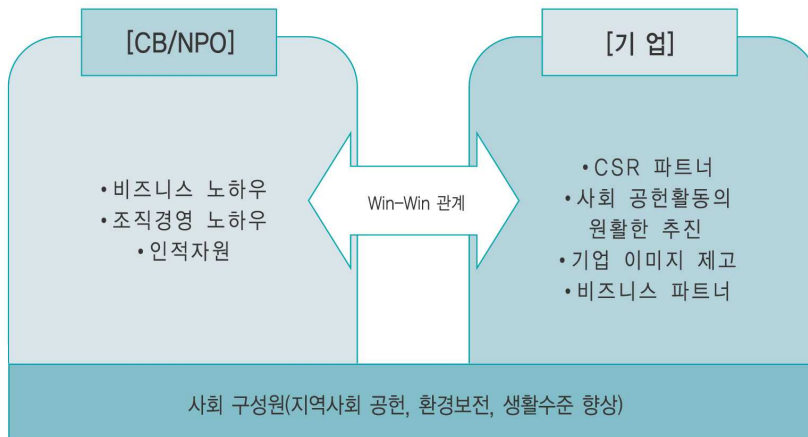 [CB/NPO]
• 비즈니스 노하우
• 조직경영 노하우
• 인적자원
Win-Win 관계
[기 업]
• CSR 파트너
• 사회 공헌활동의
원활한 추진
• 기업 이미지 제고
• 비즈니스 파트너
사회 구성원(지역사회 공헌, 환경보전, 생활수준 향상)